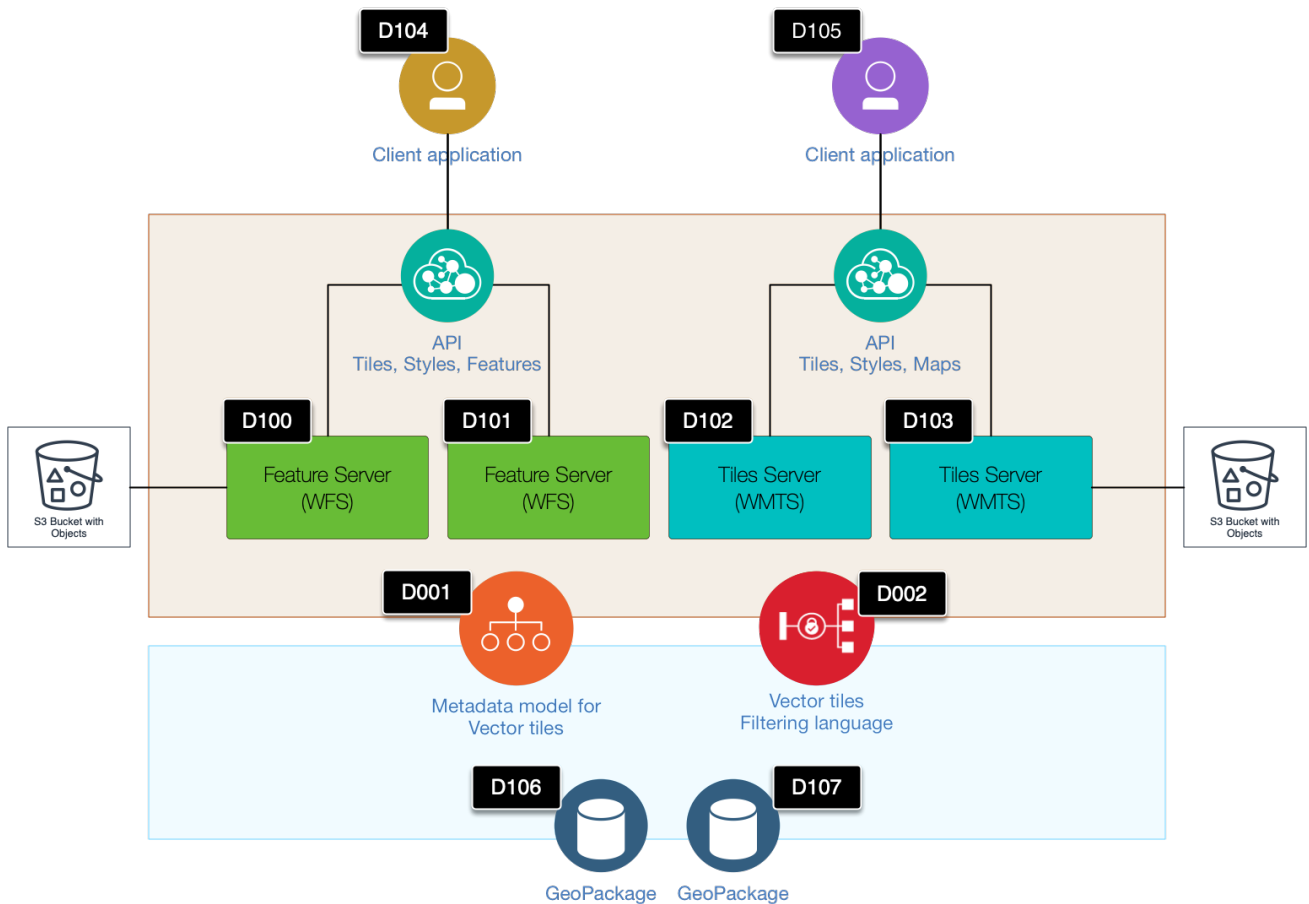 D104
D105
Client application
Client application
API
Tiles, Styles, Features
API
Tiles, Styles, Maps
D100
D101
D102
D103
Feature Server
(WFS)
Feature Server
(WFS)
Tiles Server
(WMTS)
Tiles Server
(WMTS)
S3 Bucket with
Objects
S3 Bucket with
Objects
D001
D002
Metadata model for
Vector tiles
Vector tiles
Filtering language
D106
D107
GeoPackage
GeoPackage